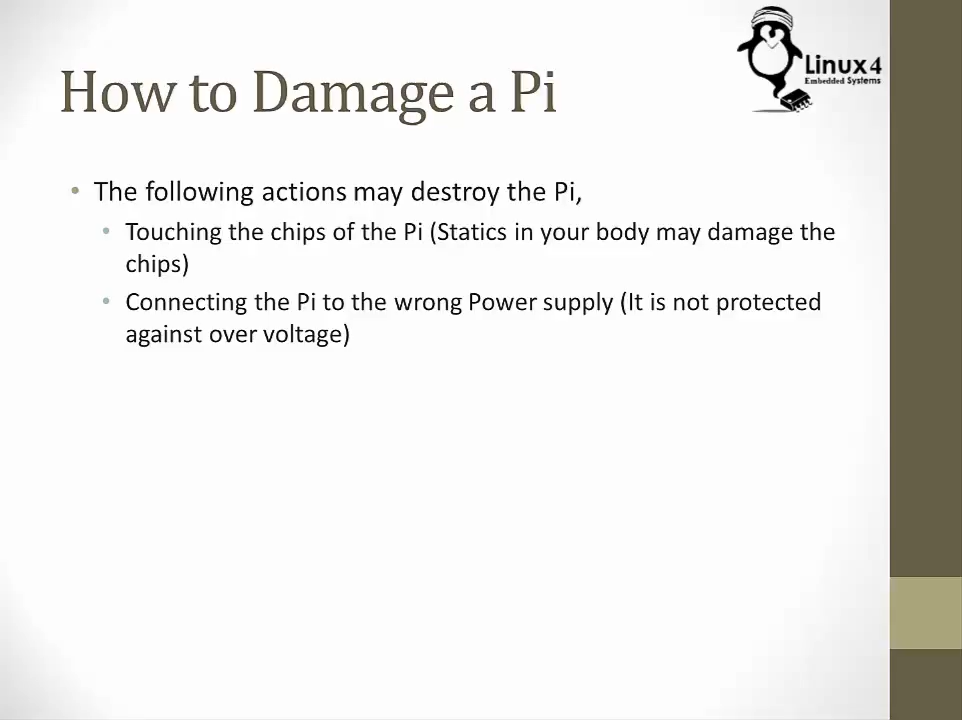 Linux4
Embedded Systems
How to Damage a Pi
• The following actions may destroy the Pi,
• Touching the chips of the Pi (Statics in your body may damage the
chips)
• Connecting the Pi to the wrong Power supply (It is not protected
against over voltage)